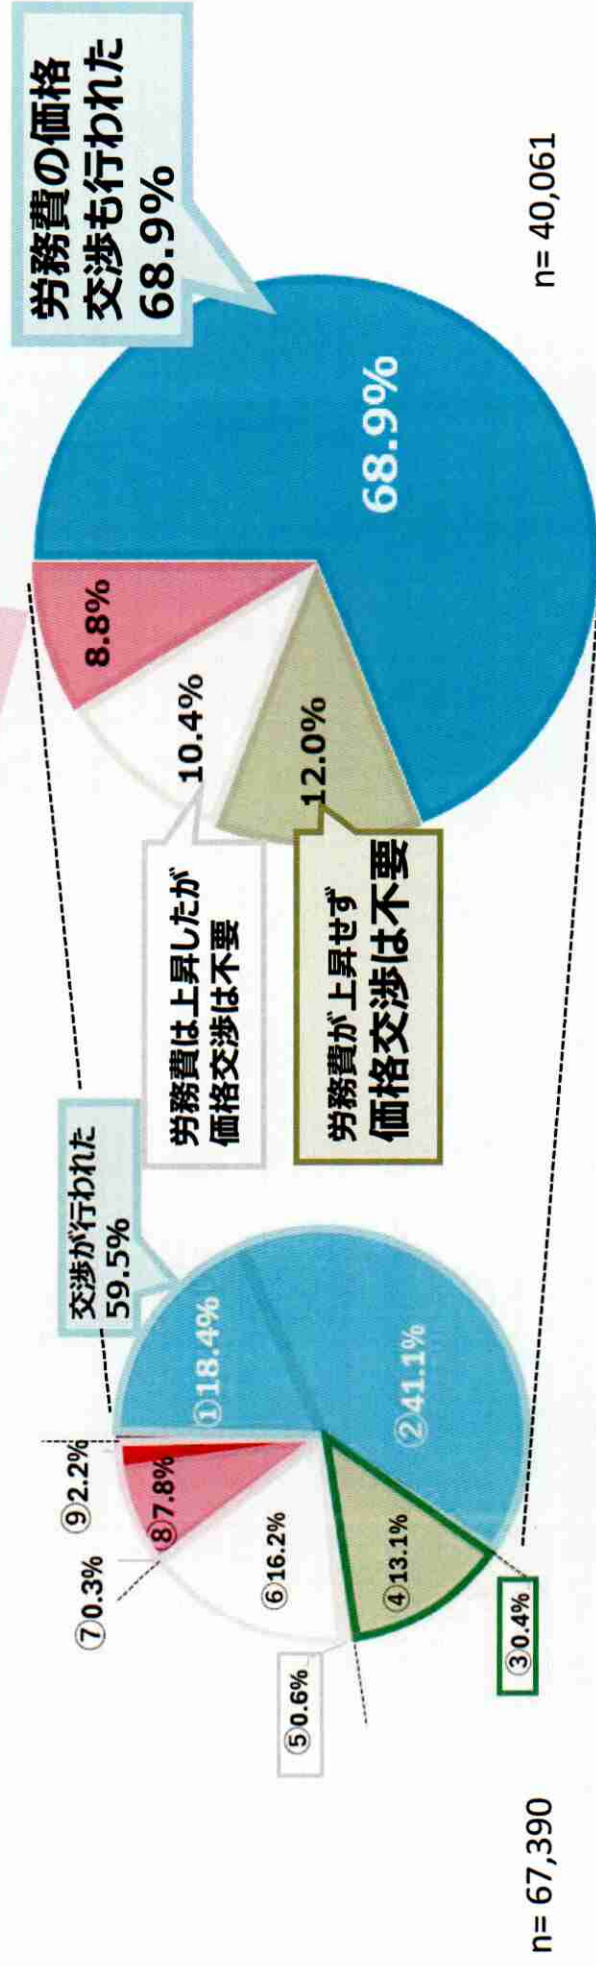 交渉が行われた
59.5%
①18.4%
②41.1%
③0.4%
④13.1%
⑤0.6%
⑥16.2%
⑦0.3%
⑧7.8%
⑨2.2%
n= 67,390
労務費の価格
交渉も行われた
68.9%
68.9%
8.8%
10.4%
12.0%
労務費は上昇したが
価格交渉は不要
労務費が上昇せず
価格交渉は不要
n= 40,061